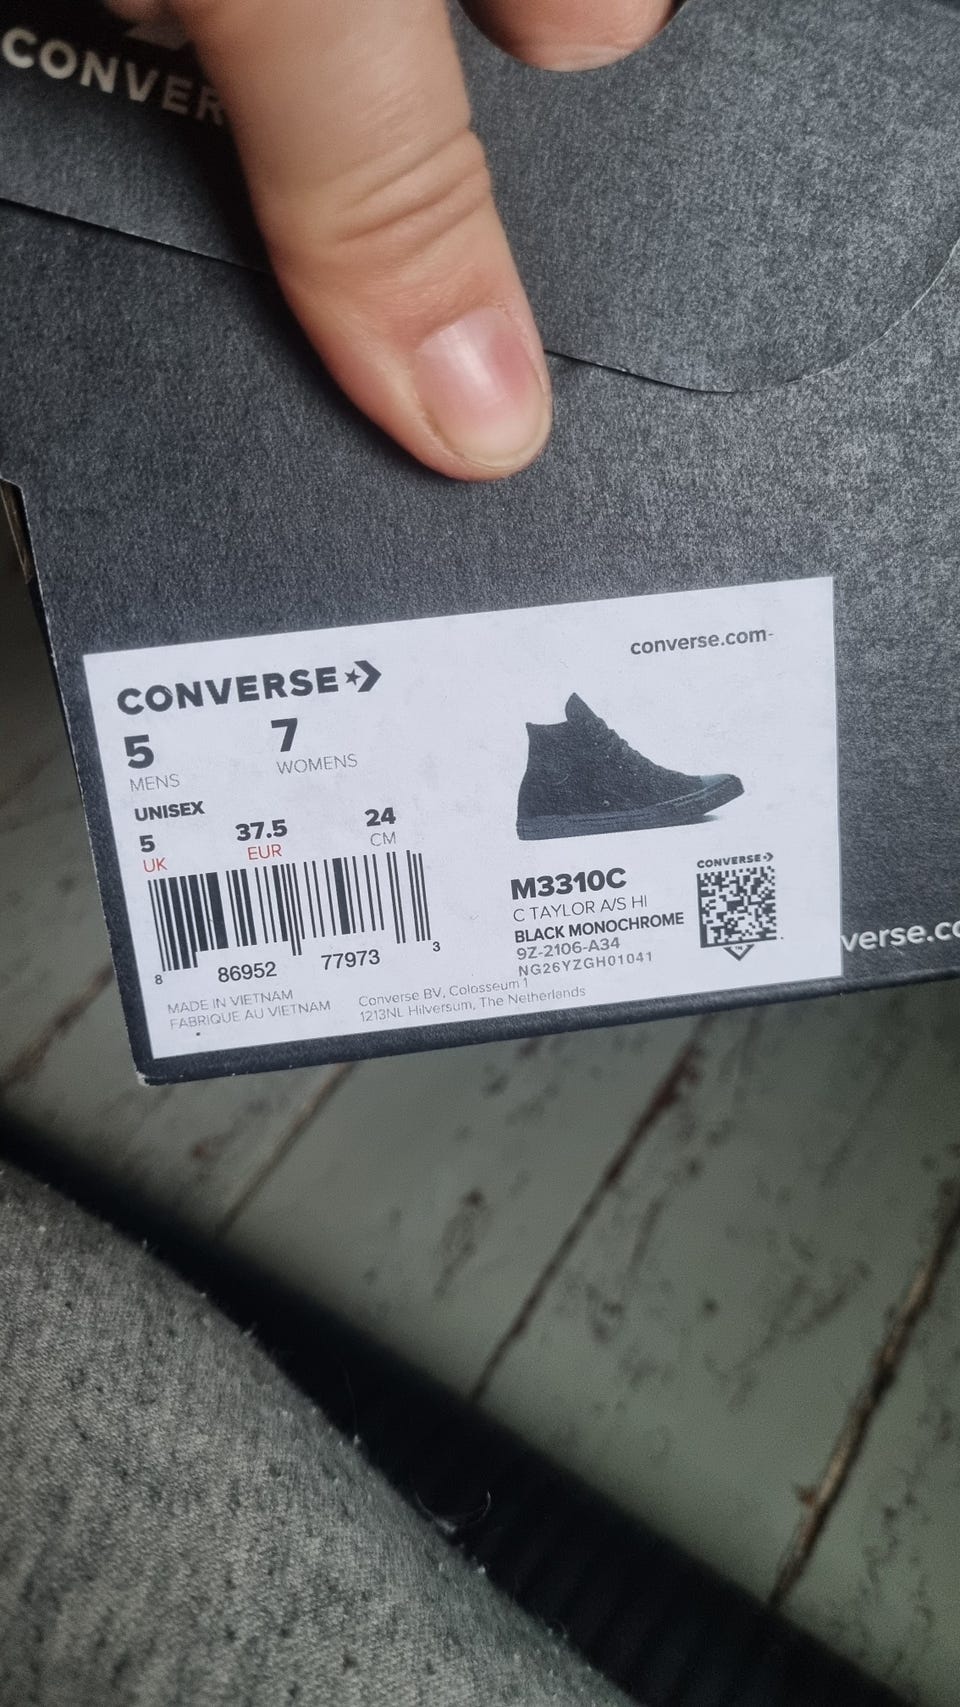 CONVER
CONVERSE
converse.com
5 7
MENS WOMENS
UNISEX
5 37.5 24
UK EUR CM
8 86952 77973 3
MADE IN VIETNAM
FABRIQUE AU VIETNAM
Converse BV, Colosseum 1
1213NL Hilversum, The Netherlands
M3310C
C TAYLOR A/S HI
BLACK MONOCHROME
9Z-2106-A34
NG26YZGH01041
CONVERSE
verse.co